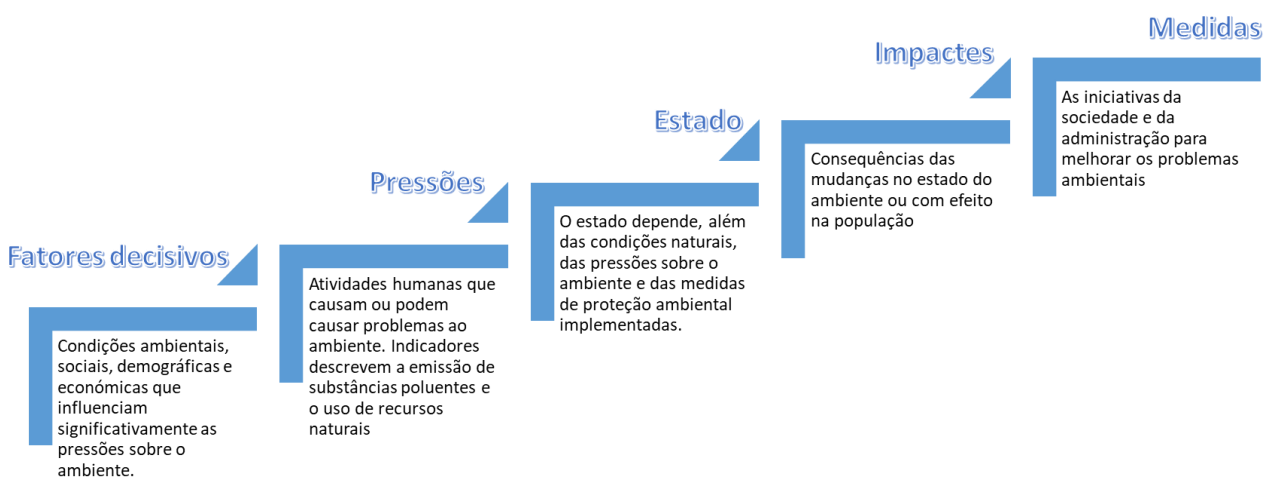 Fatores decisivos
Condições ambientais,
sociais, demográficas e
económicas que
influenciam
significativamente as
pressões sobre o
ambiente.
Pressões
Atividades humanas que
causam ou podem
causar problemas ao
ambiente. Indicadores
descrevem a emissão de
substâncias poluentes e
o uso de recursos
naturais
Estado
O estado depende, além
das condições naturais,
das pressões sobre o
ambiente e das medidas
de proteção ambiental
implementadas.
Impactes
Consequências das
mudanças no estado do
ambiente ou com efeito
na população
Medidas
As iniciativas da
sociedade e da
administração para
melhorar os problemas
ambientais